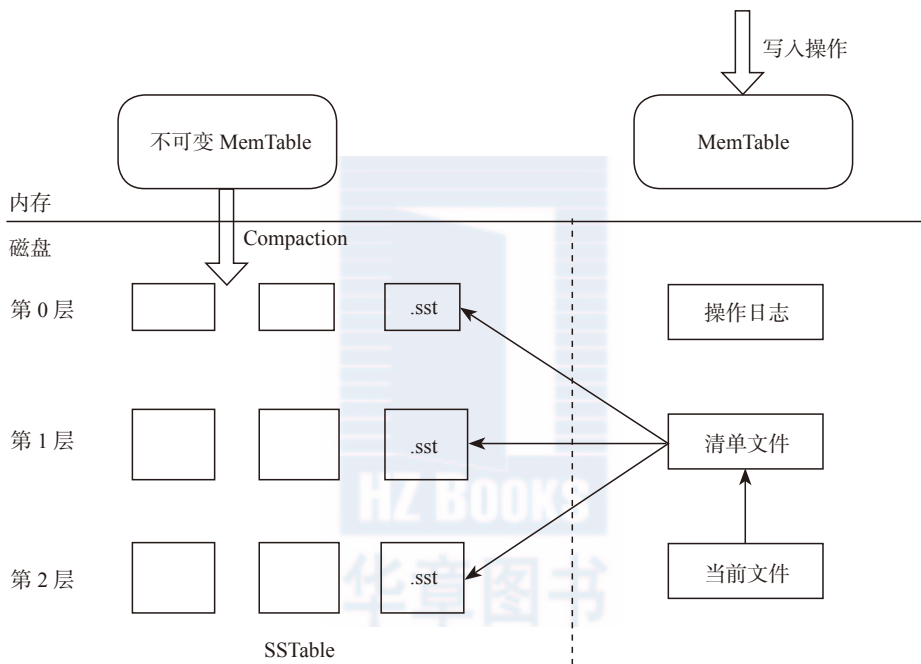 写入操作
不可变 MemTable
MemTable
内存
磁盘
Compaction
第 0 层
.sst
操作日志
第 1 层
.sst
清单文件
HZ BOOKS
华章图书
第 2 层
.sst
当前文件
SSTable